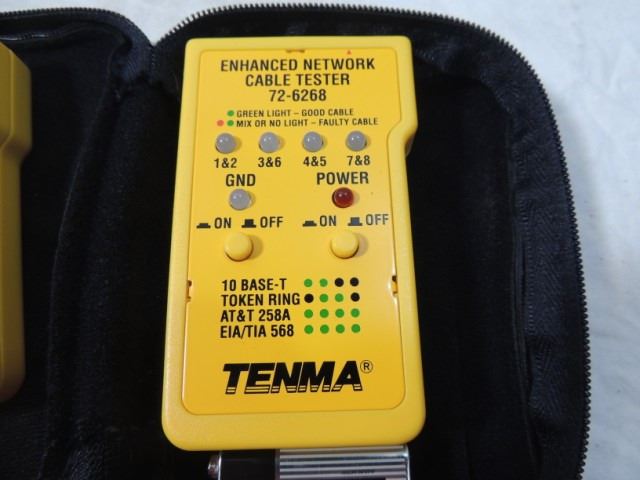 ENHANCED NETWORK
CABLE TESTER
72-6268
GREEN LIGHT – GOOD CABLE
MIX OR NO LIGHT – FAULTY CABLE
1&2 3&6 4&5 7&8
GND POWER
ON OFF ON OFF
10 BASE-T
TOKEN RING
AT&T 258A
EIA/TIA 568
TENMA®